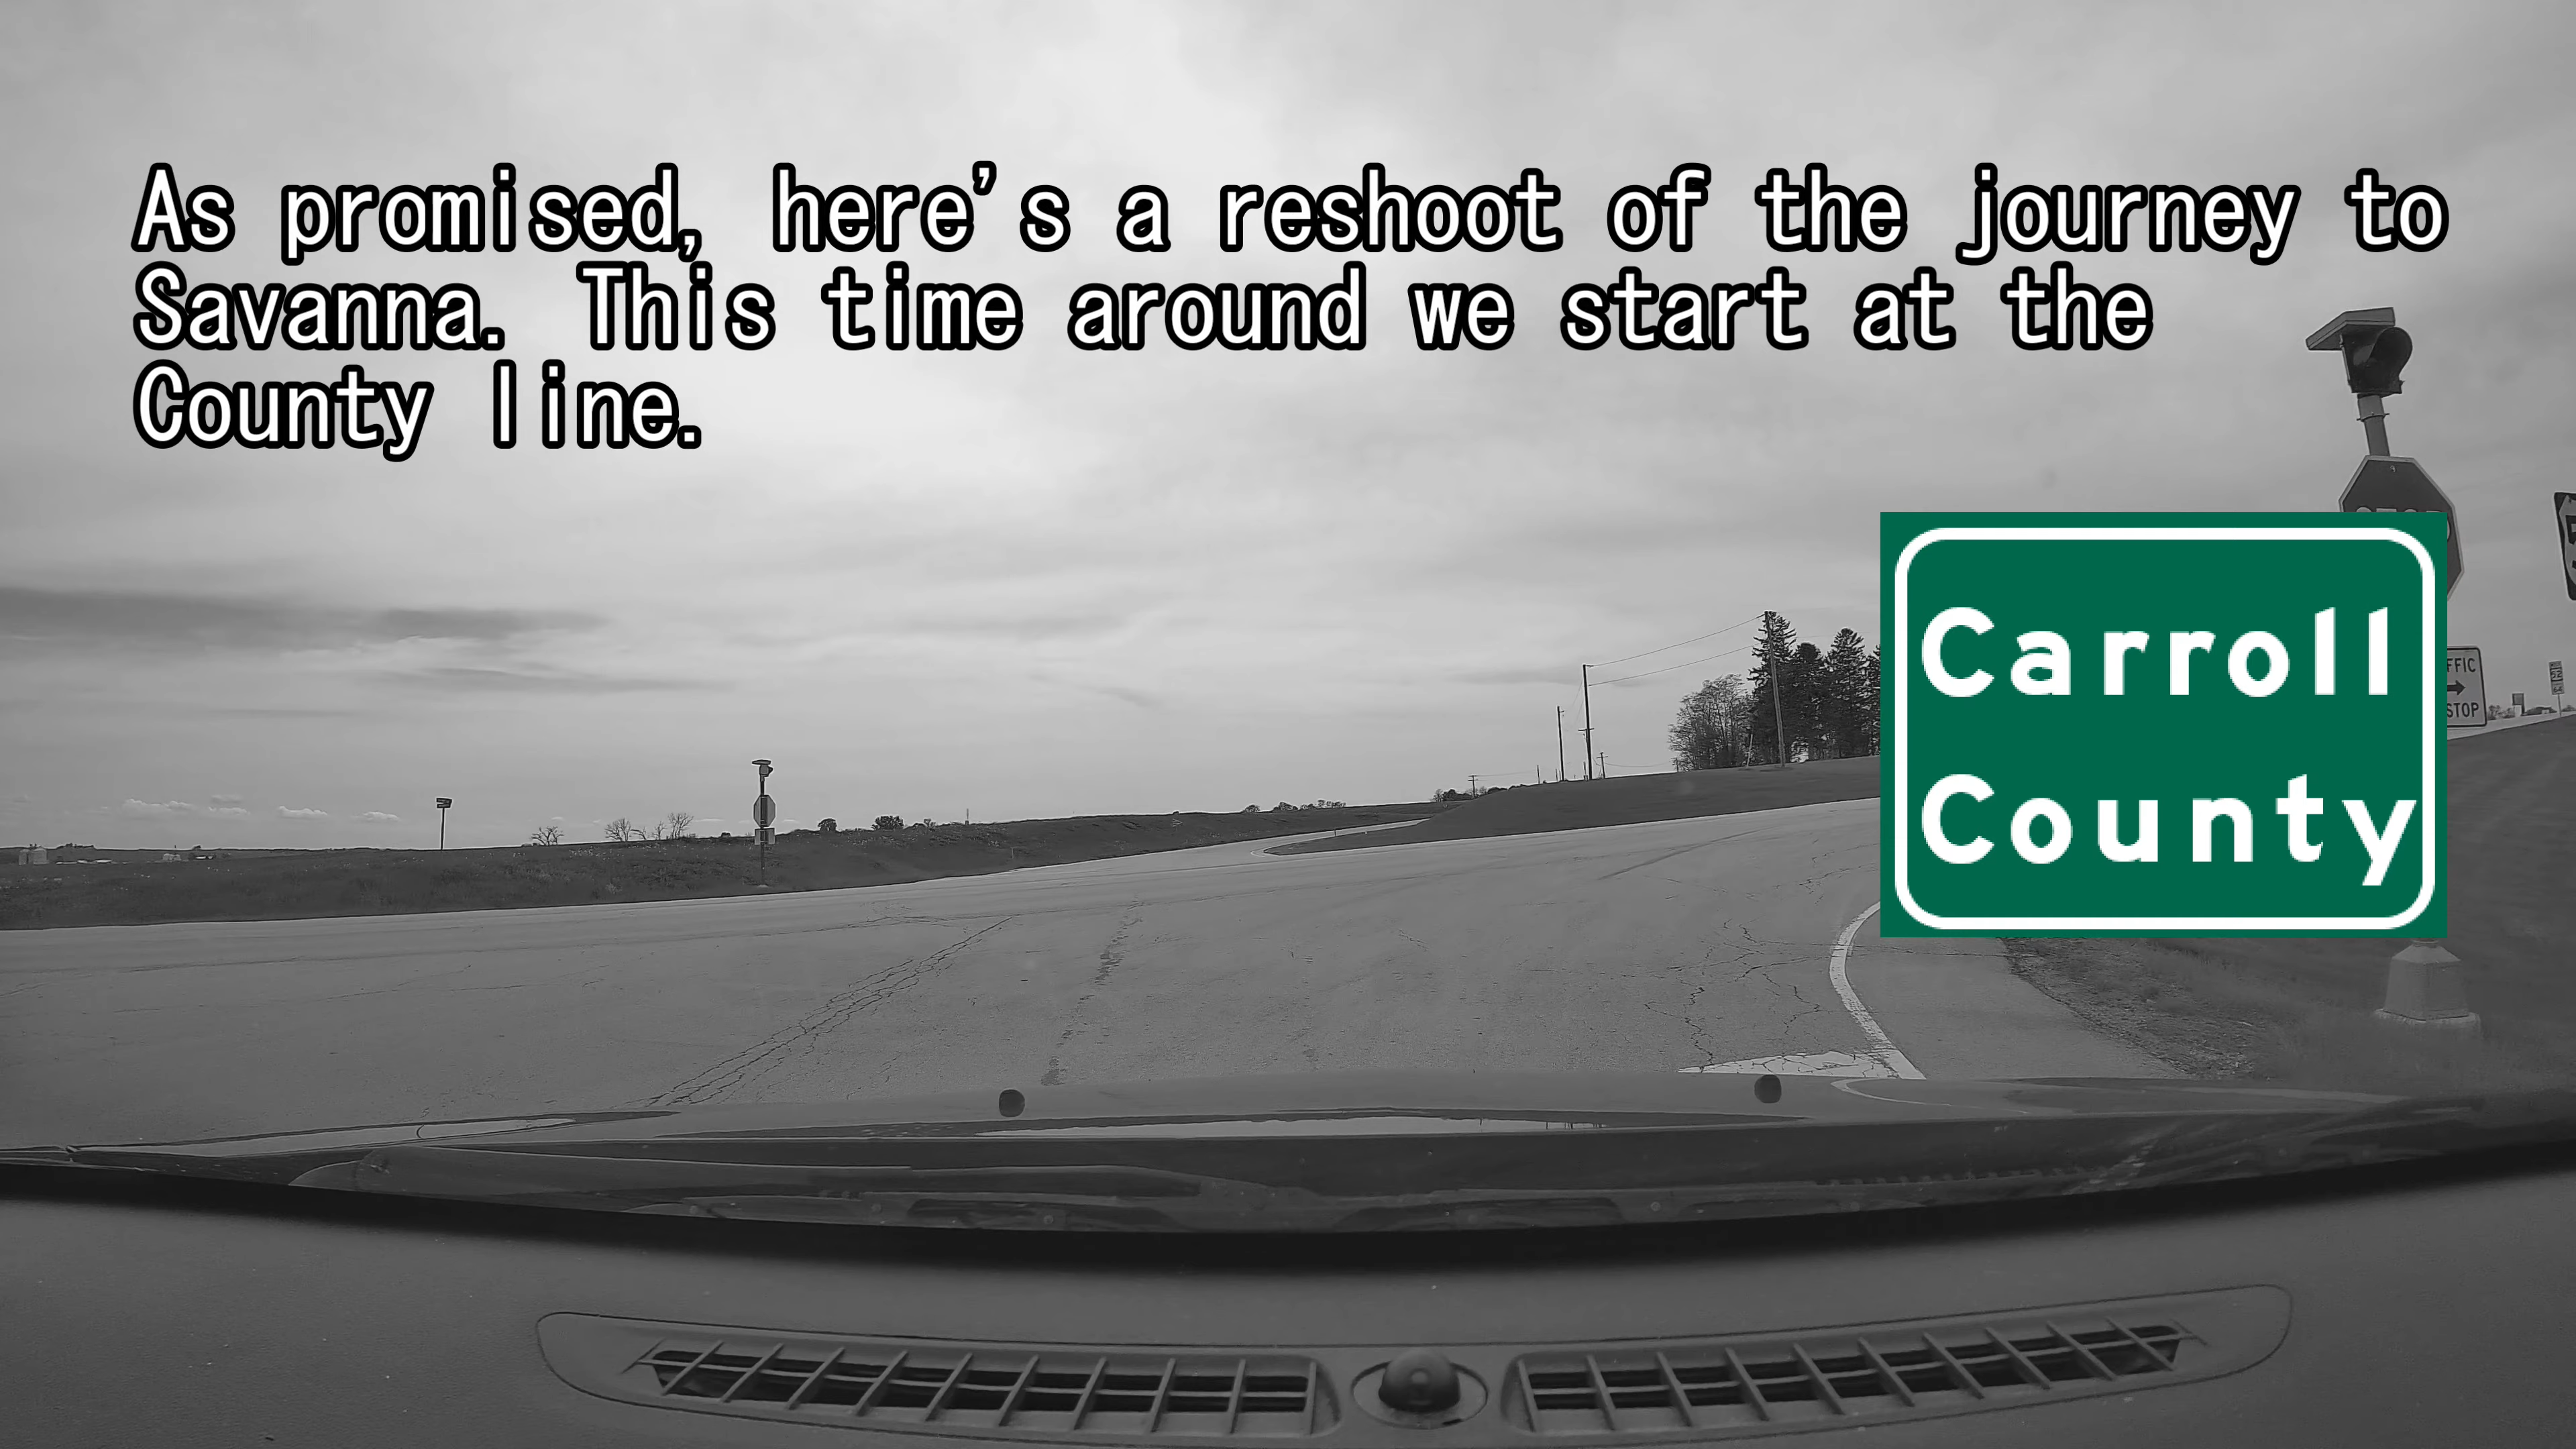 As promised, here's a reshoot of the journey to
Savanna. This time around we start at the
County line.
Carroll
County
STOP